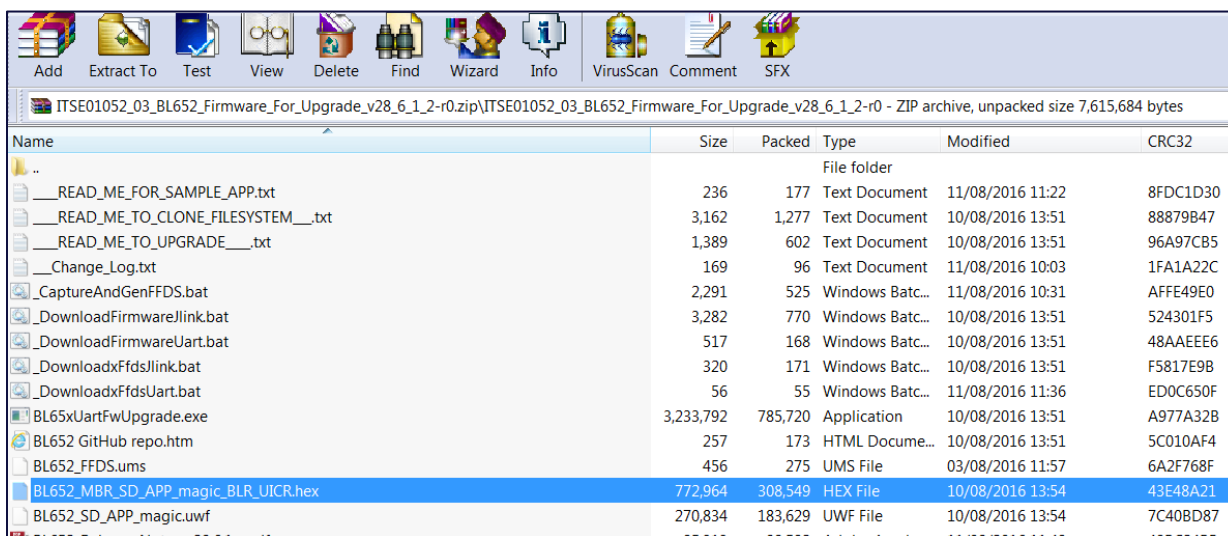 Add Extract To Test View Delete Find Wizard Info VirusScan Comment SFX
ITSE01052_03_BL652_Firmware_For_Upgrade_v28_6_1_2-r0.zip\ITSE01052_03_BL652_Firmware_For_Upgrade_v28_6_1_2-r0 - ZIP archive, unpacked size 7,615,684 bytes
Name Size Packed Type Modified CRC32
.. File folder
___READ_ME_FOR_SAMPLE_APP.txt 236 177 Text Document 11/08/2016 11:22 8FDC1D30
___READ_ME_TO_CLONE_FILESYSTEM__.txt 3,162 1,277 Text Document 10/08/2016 13:51 88879B47
___READ_ME_TO_UPGRADE___.txt 1,389 602 Text Document 10/08/2016 13:51 96A97CB5
__Change_Log.txt 169 96 Text Document 11/08/2016 10:03 1FA1A22C
_CaptureAndGenFFDS.bat 2,291 525 Windows Batc... 11/08/2016 10:31 AFFE49E0
_DownloadFirmwareJlink.bat 3,282 770 Windows Batc... 10/08/2016 13:51 524301F5
_DownloadFirmwareUart.bat 517 168 Windows Batc... 10/08/2016 13:51 48AAEEE6
_DownloadxFfdsJlink.bat 320 171 Windows Batc... 10/08/2016 13:51 F5817E9B
_DownloadxFfdsUart.bat 56 55 Windows Batc... 11/08/2016 11:36 ED0C650F
BL65xUartFwUpgrade.exe 3,233,792 785,720 Application 10/08/2016 13:51 A977A32B
BL652 GitHub repo.htm 257 173 HTML Docume... 10/08/2016 13:51 5C010AF4
BL652_FFDS.ums 456 275 UMS File 03/08/2016 11:57 6A2F768F
BL652_MBR_SD_APP_magic_BLR_UICR.hex 772,964 308,549 HEX File 10/08/2016 13:54 43E48A21
BL652_SD_APP_magic.uwf 270,834 183,629 UWF File 10/08/2016 13:54 7C40BD87